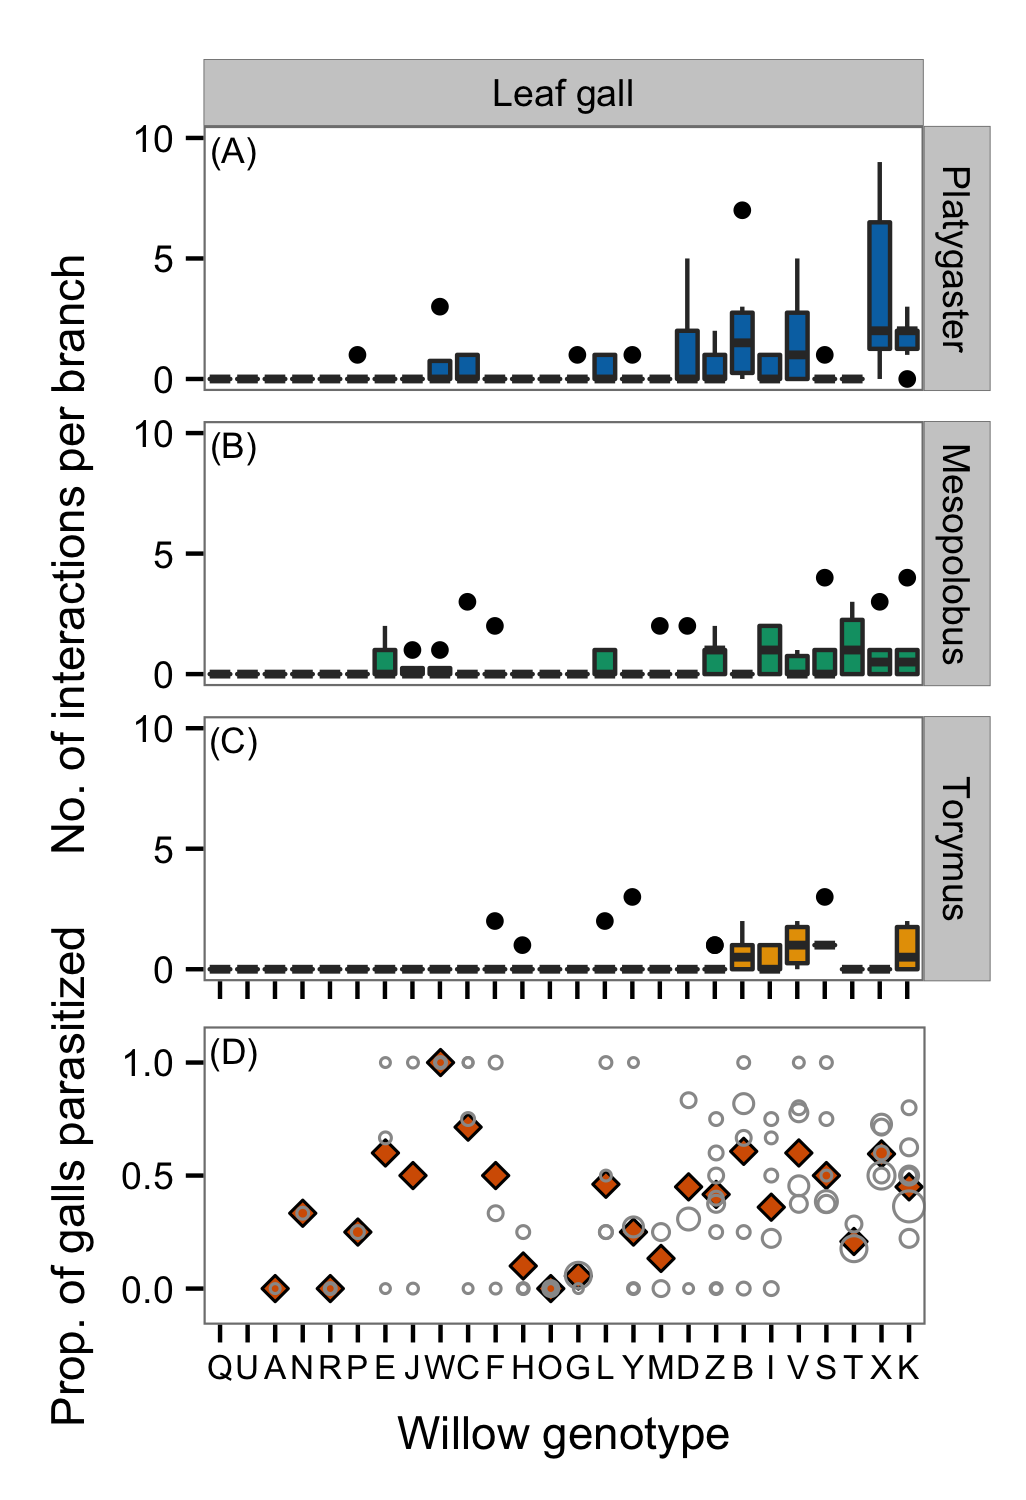 Leaf gall
(A)
10
5
0
Platygaster
(B)
10
5
0
Mesopolobus
No. of interactions per branch
(C)
10
5
0
Torymus
(D)
1.0
0.5
0.0
Prop. of galls parasitized
Q U A N R P E J W C F H O G L Y M D Z B I V S T X K
Willow genotype